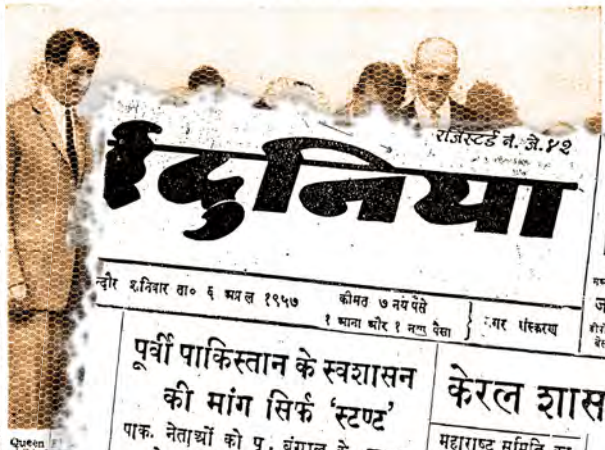 रजिस्टर्ड नं. जे. ४२
ई दुनिया
न्दौर शनिवार ता० ६ अप्रैल १९५७
कीमत ७ नये पैसे
१ आना और १ नया पैसा
नगर संस्करण
पूर्वी पाकिस्तान के स्वशासन
की मांग सिर्फ 'स्टण्ट'
पाक. नेताओं को पू. बंगाल के
केरल शास
महाराष्ट्र समिति का
Queen